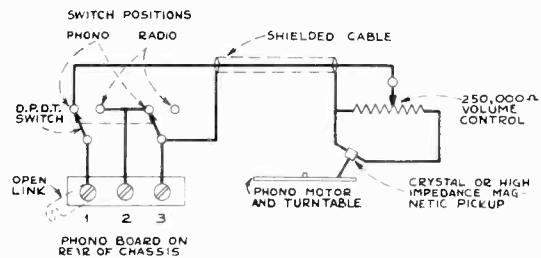 SWITCH POSITIONS
PHONO RADIO
SHIELDED CABLE
D.P.D.T.
SWITCH
250,000 Ω
VOLUME
CONTROL
OPEN
LINK
1 2 3
PHONO BOARD ON
REAR OF CHASSIS
PHONO MOTOR
AND TURNTABLE
CRYSTAL OR HIGH
IMPEDANCE MAG-
NETIC PICKUP